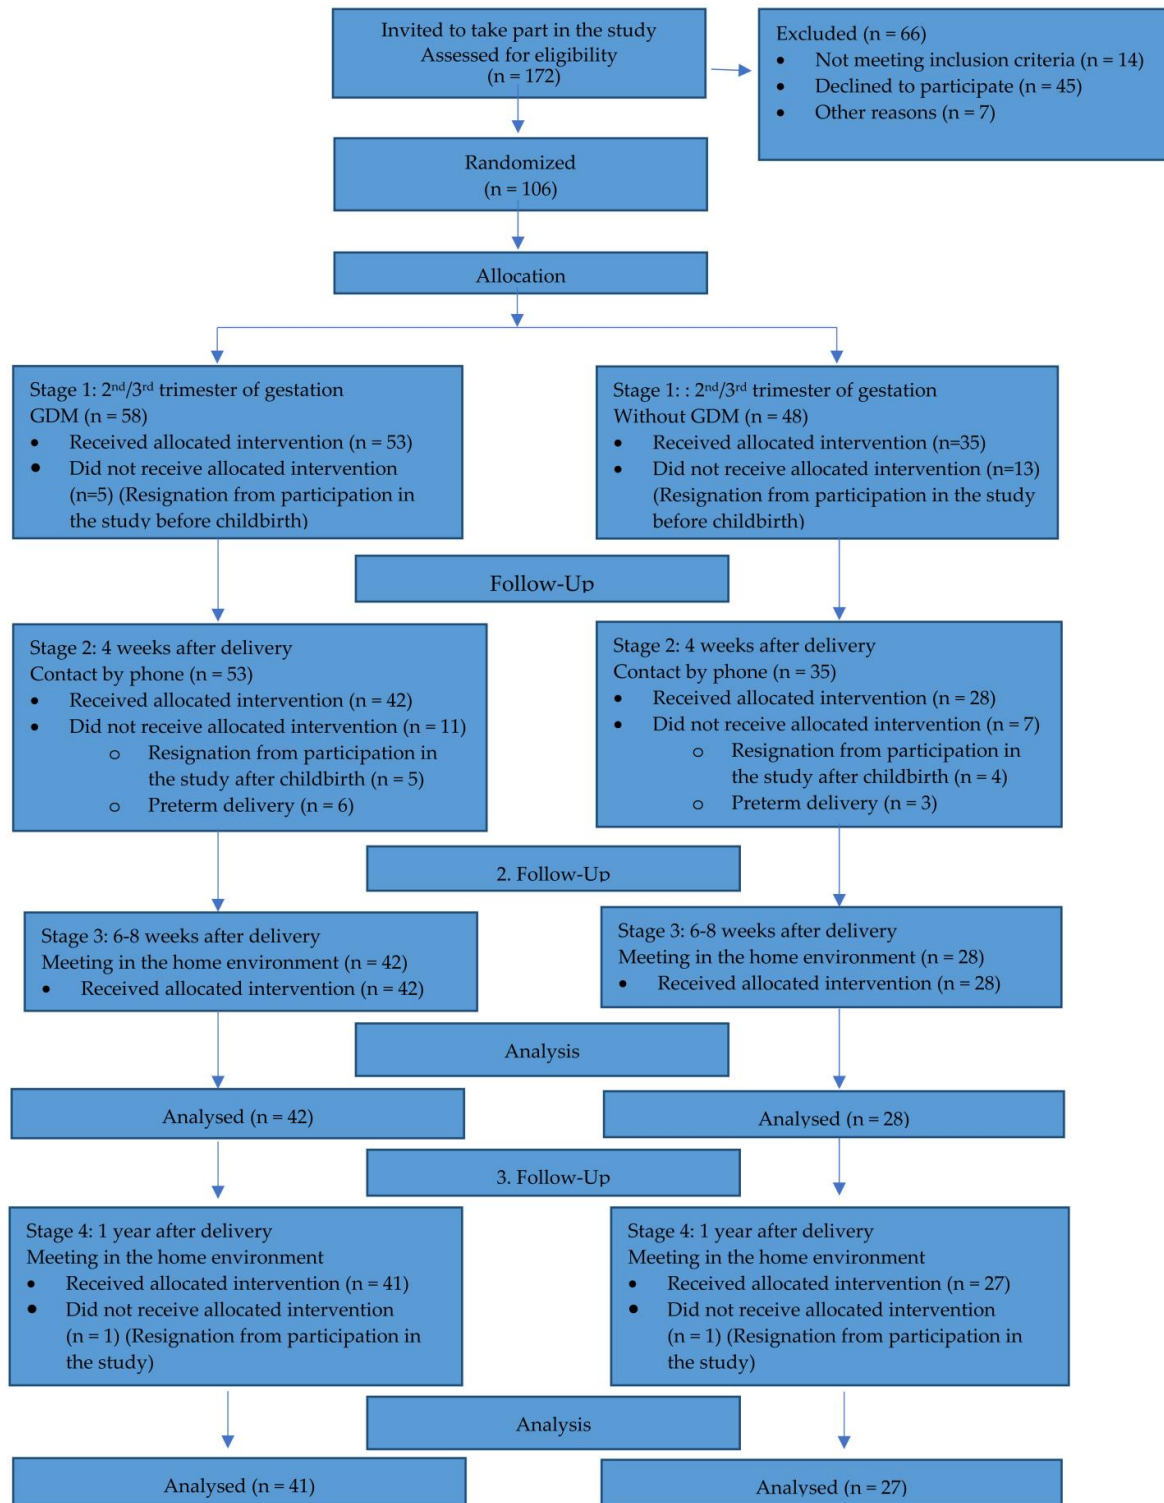 Invited to take part in the study
Assessed for eligibility
(n = 172)
Excluded (n = 66)
• Not meeting inclusion criteria (n = 14)
• Declined to participate (n = 45)
• Other reasons (n = 7)
Randomized
(n = 106)
Allocation
Stage 1: 2nd/3rd trimester of gestation
GDM (n = 58)
• Received allocated intervention (n = 53)
• Did not receive allocated intervention
(n=5) (Resignation from participation in
the study before childbirth)
Stage 1: : 2nd/3rd trimester of gestation
Without GDM (n = 48)
• Received allocated intervention (n=35)
• Did not receive allocated intervention (n=13)
(Resignation from participation in the study
before childbirth)
Follow-Up
Stage 2: 4 weeks after delivery
Contact by phone (n = 53)
• Received allocated intervention (n = 42)
• Did not receive allocated intervention (n = 11)
o Resignation from participation in
the study after childbirth (n = 5)
o Preterm delivery (n = 6)
Stage 2: 4 weeks after delivery
Contact by phone (n = 35)
• Received allocated intervention (n = 28)
• Did not receive allocated intervention (n = 7)
o Resignation from participation in
the study after childbirth (n = 4)
o Preterm delivery (n = 3)
2. Follow-Up
Stage 3: 6-8 weeks after delivery
Meeting in the home environment (n = 42)
• Received allocated intervention (n = 42)
Stage 3: 6-8 weeks after delivery
Meeting in the home environment (n = 28)
• Received allocated intervention (n = 28)
Analysis
Analysed (n = 42)
Analysed (n = 28)
3. Follow-Up
Stage 4: 1 year after delivery
Meeting in the home environment
• Received allocated intervention (n = 41)
• Did not receive allocated intervention
(n = 1) (Resignation from participation in
the study)
Stage 4: 1 year after delivery
Meeting in the home environment
• Received allocated intervention (n = 27)
• Did not receive allocated intervention
(n = 1) (Resignation from participation in
the study)
Analysis
Analysed (n = 41)
Analysed (n = 27)